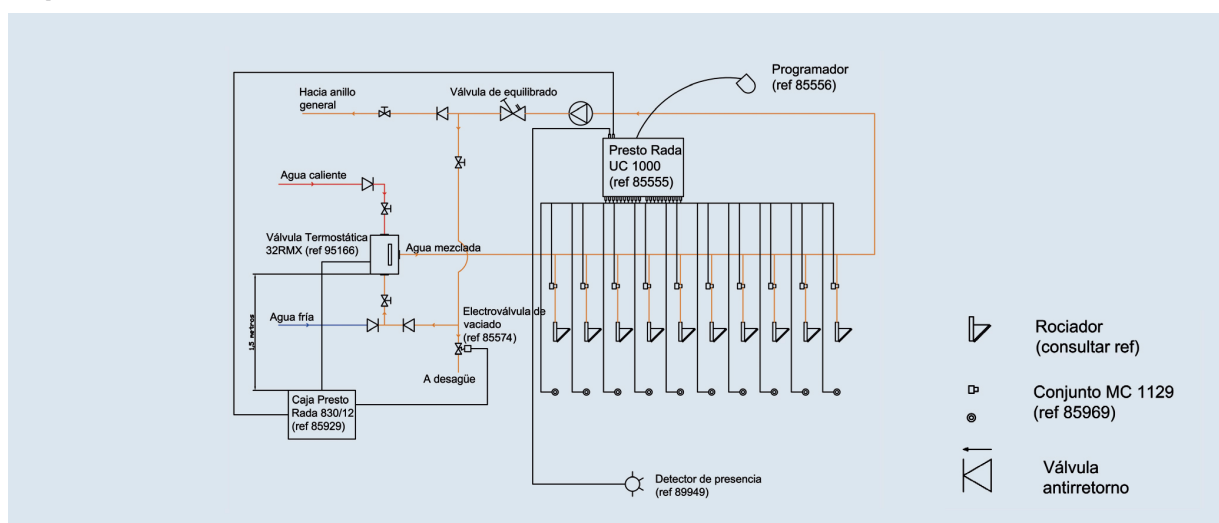 Programador
(ref 85556)
Hacia anillo
general
Válvula de equilibrado
Presto Rada
UC 1000
(ref 85555)
Agua caliente
Válvula Termostática
32RMX (ref 95166)
Agua mezclada
Agua fría
Electroválvula de
vaciado
(ref 85574)
1,5 metros
A desagüe
Caja Presto
Rada 830/12
(ref 85929)
Detector de presencia
(ref 89949)
Rociador
(consultar ref)
Conjunto MC 1129
(ref 85969)
Válvula
antirretorno